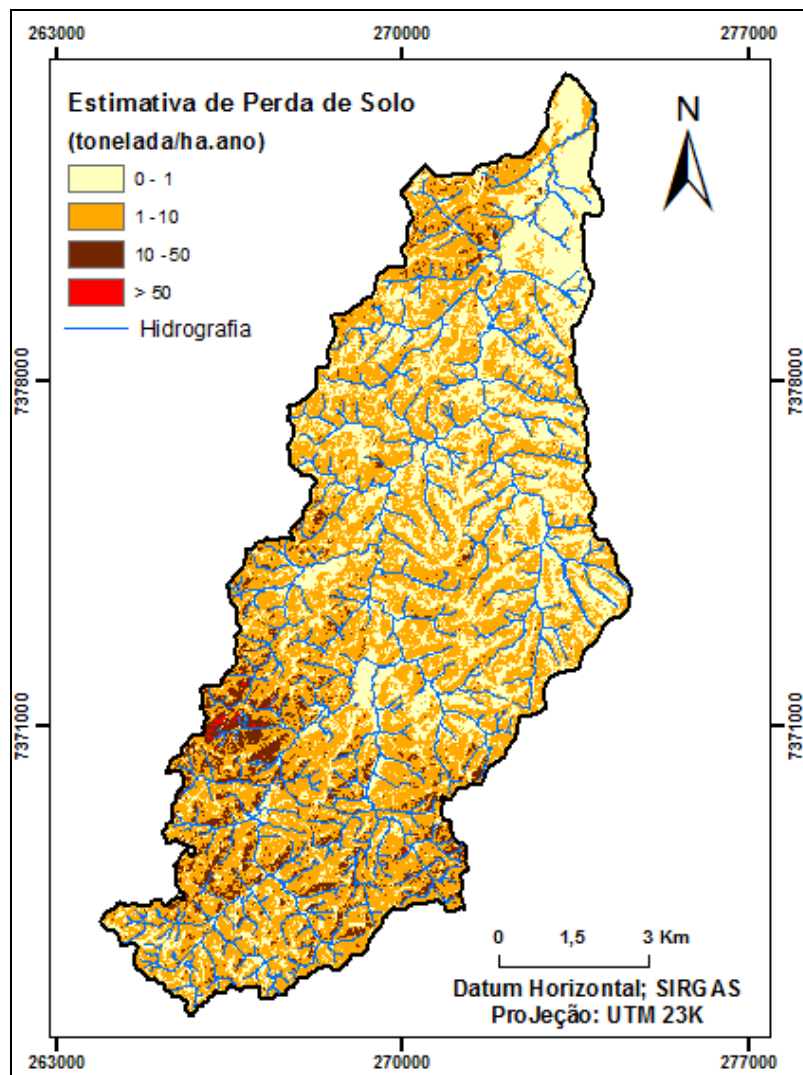 263000 270000 277000
Estimativa de Perda de Solo
(tonelada/ha.ano)
0 - 1
1 - 10
10 - 50
> 50
Hidrografia
N
7378000 7378000
7371000 7371000
0 1,5 3 Km
Datum Horizontal; SIRGAS
ProJeção: UTM 23K
263000 270000 277000